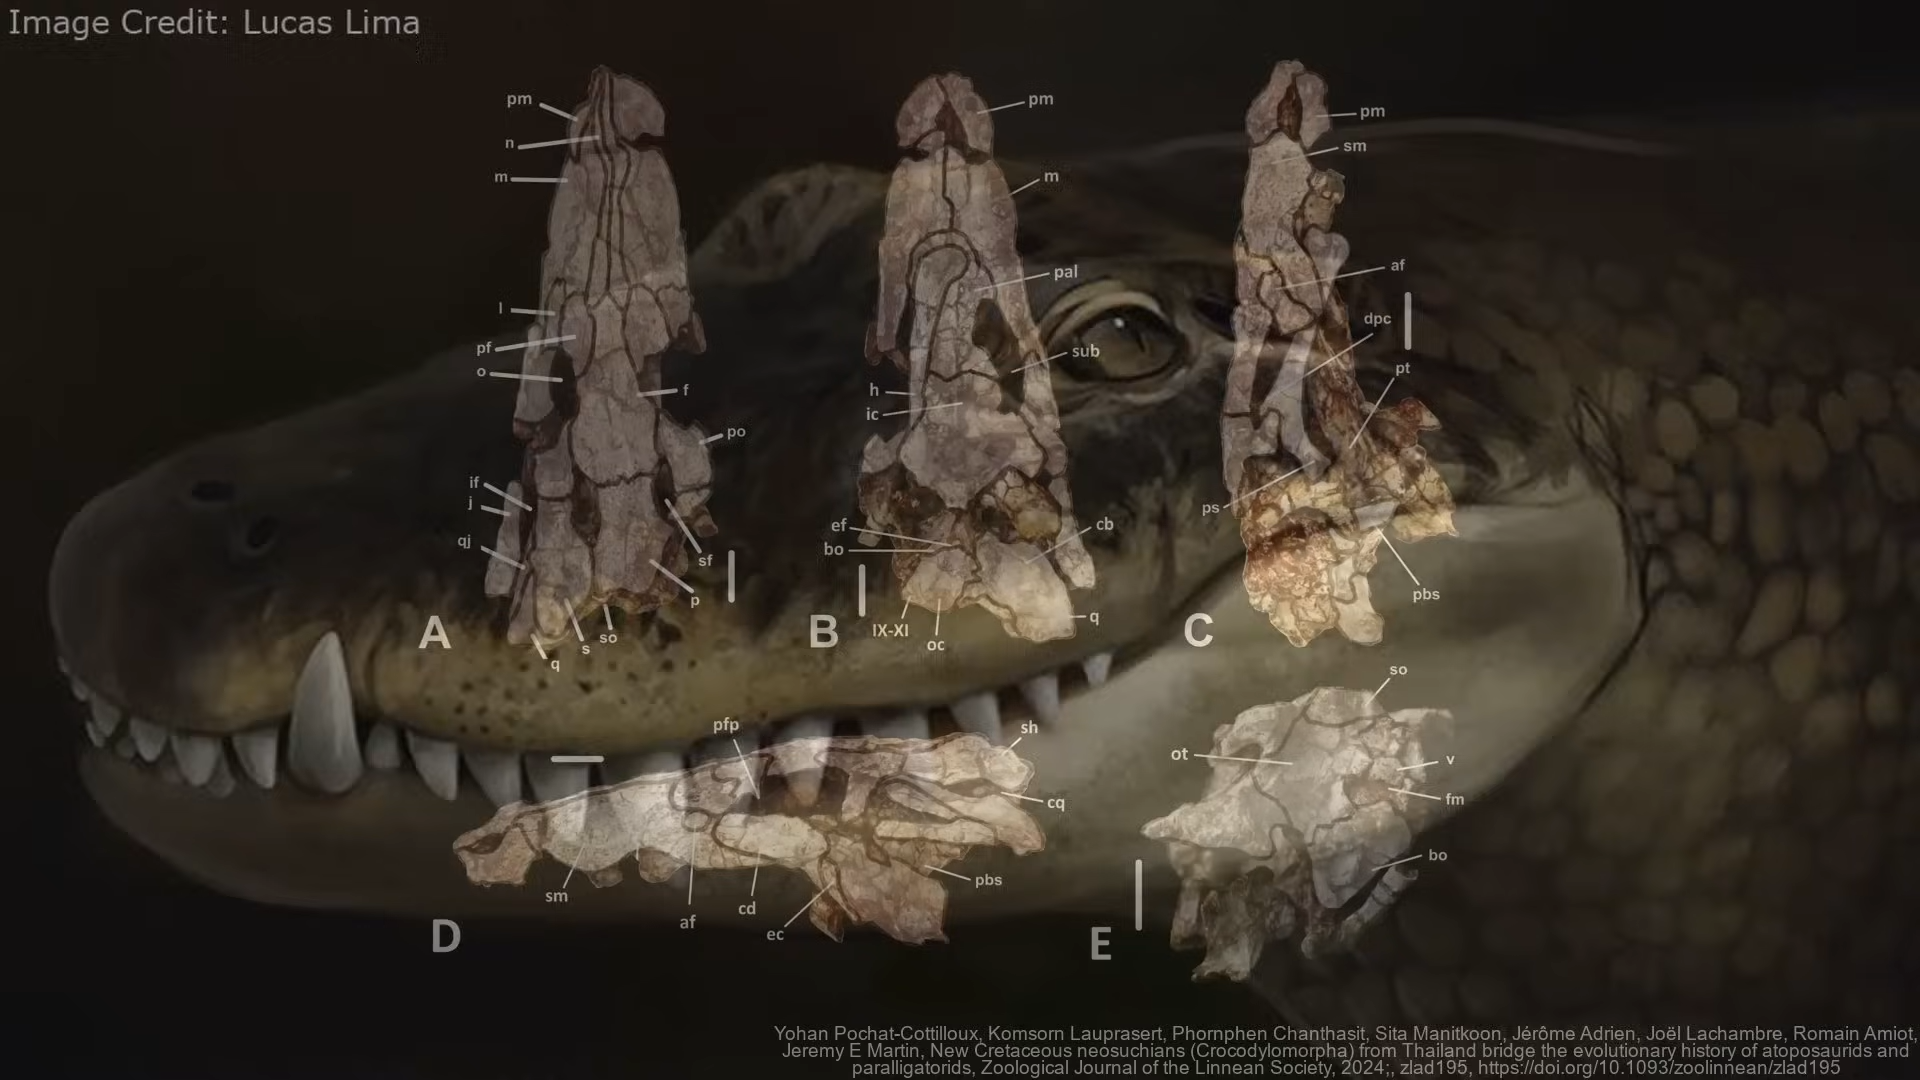 Image Credit: Lucas Lima
pm
n
m
l
pf
o
f
po
if
j
qj
sf
p
so
s
q
A
pm
m
pal
sub
h
ic
ef
bo
cb
IX-XI
oc
q
B
pm
sm
af
dpc
pt
ps
pbs
C
pfp
sh
cq
pbs
sm
af
cd
ec
D
so
ot
v
fm
bo
E
Yohan Pochat-Cottilloux, Komsorn Lauprasert, Phornphen Chanthasit, Sita Manitkoon, Jérôme Adrien, Joël Lachambre, Romain Amiot,
Jeremy E Martin, New Cretaceous neosuchians (Crocodylomorpha) from Thailand bridge the evolutionary history of atoposaurids and
paralligatorids, Zoological Journal of the Linnean Society, 2024;, zlad195, https://doi.org/10.1093/zoolinnean/zlad195